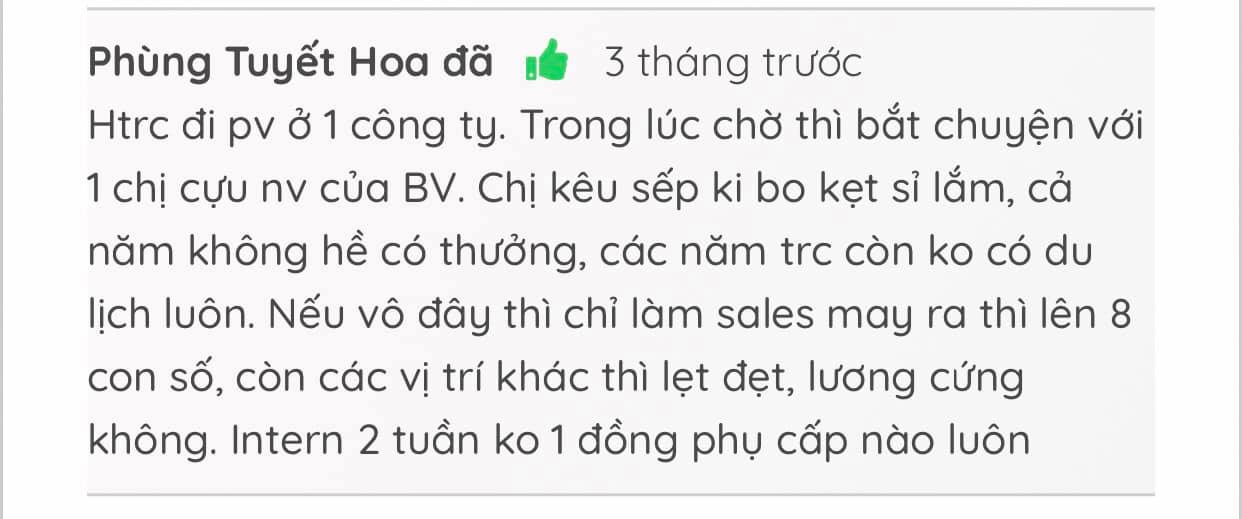 Phùng Tuyết Hoa đã 3 tháng trước
Htrc đi pv ở 1 công ty. Trong lúc chờ thì bắt chuyện với
1 chị cựu nv của BV. Chị kêu sếp ki bo kẹt sỉ lắm, cả
năm không hề có thưởng, các năm trc còn ko có du
lịch luôn. Nếu vô đây thì chỉ làm sales may ra thì lên 8
con số, còn các vị trí khác thì lẹt đẹt, lương cứng
không. Intern 2 tuần ko 1 đồng phụ cấp nào luôn